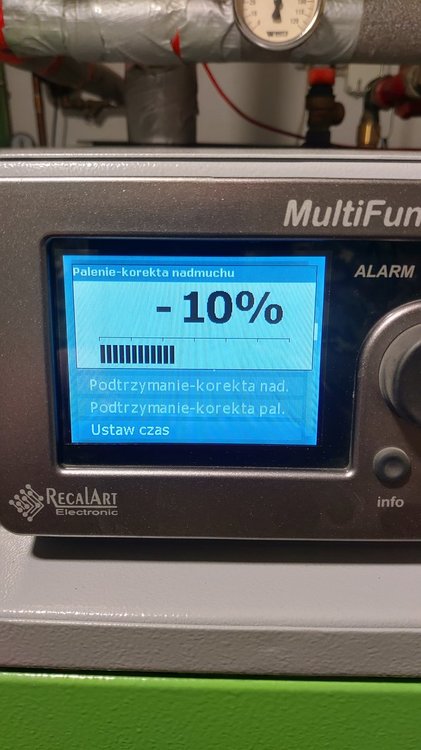 MultiFun
Palenie-korekta nadmuchu
ALARM
-10%
Podtrzymanie-korekta nad.
Podtrzymanie-korekta pal.
Ustaw czas
RECALART
Electronic
info